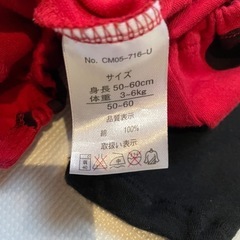 No. CM05-716-U
サイズ
身長 50~60cm
体重 3~6kg
50-60
品質表示
綿 100%
取扱い表示